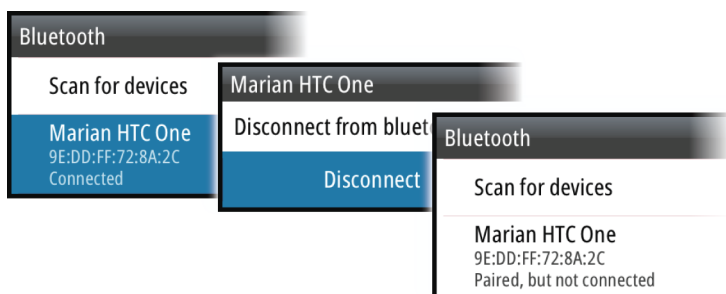 Bluetooth
Scan for devices
Marian HTC One
9E:DD:FF:72:8A:2C
Connected
Marian HTC One
Disconnect from bluet
Disconnect
Bluetooth
Scan for devices
Marian HTC One
9E:DD:FF:72:8A:2C
Paired, but not connected